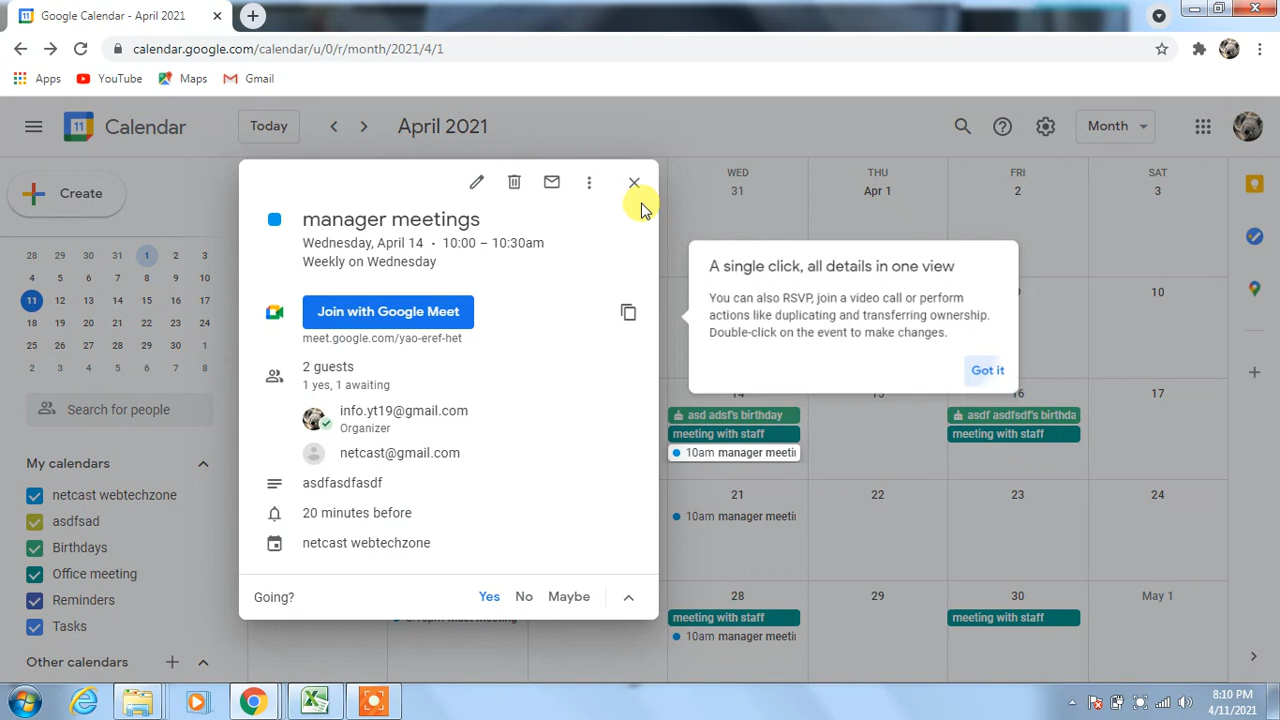 Google Calendar - April 2021
calendar.google.com/calendar/u/0/r/month/2021/4/1
Apps
YouTube
Maps
Gmail
11
Calendar
Today
April 2021
Month
Create
28 29 30 31 1 2 3
4 5 6 7 8 9 10
11 12 13 14 15 16 17
18 19 20 21 22 23 24
25 26 27 28 29 30 1
2 3 4 5 6 7 8
Search for people
My calendars
netcast webtechzone
asdfsad
Birthdays
Office meeting
Reminders
Tasks
Other calendars
manager meetings
Wednesday, April 14 • 10:00 – 10:30am
Weekly on Wednesday
Join with Google Meet
meet.google.com/yao-eref-het
2 guests
1 yes, 1 awaiting
info.yt19@gmail.com
Organizer
netcast@gmail.com
asdfasdfasdf
20 minutes before
netcast webtechzone
Going?
Yes
No
Maybe
A single click, all details in one view
You can also RSVP, join a video call or perform
actions like duplicating and transferring ownership.
Double-click on the event to make changes.
Got it
WED
31
THU
Apr 1
FRI
2
SAT
3
9
10
14
15
16
17
asd adsf's birthday
meeting with staff
10am manager meetin
asdf asdfsdf's birthda
meeting with staff
21
22
23
24
10am manager meetin
28
29
30
May 1
meeting with staff
10am manager meetin
meeting with staff
8:10 PM
4/11/2021